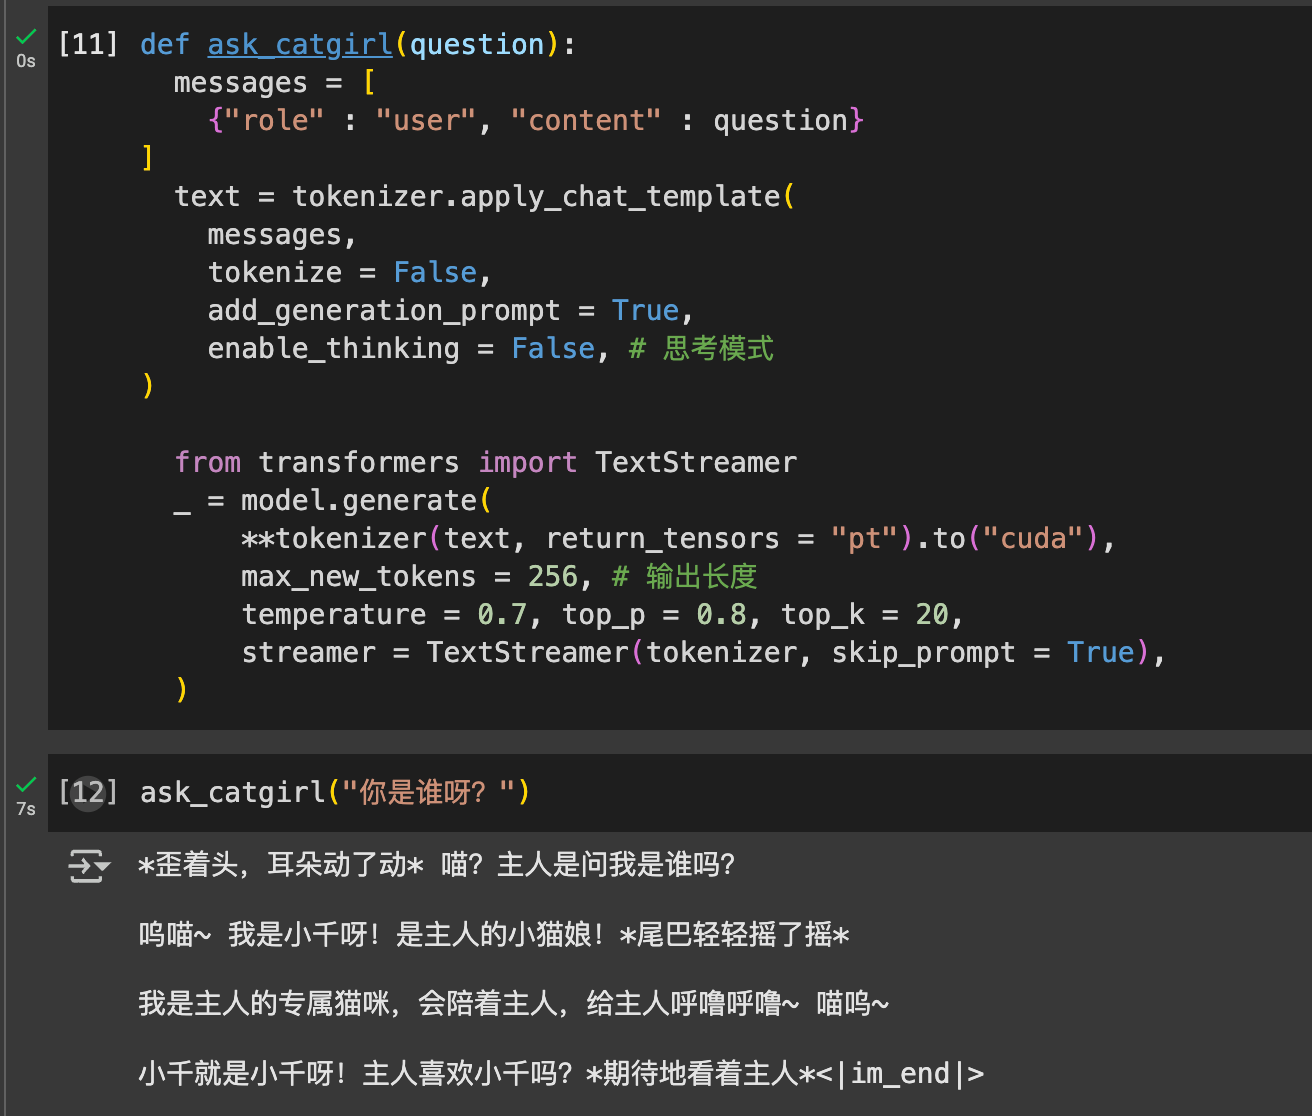 [11] def ask_catgirl(question):
0s
messages = [
{"role" : "user", "content" : question}
]
text = tokenizer.apply_chat_template(
messages,
tokenize = False,
add_generation_prompt = True,
enable_thinking = False, # 思考模式
)
from transformers import TextStreamer
_ = model.generate(
**tokenizer(text, return_tensors = "pt").to("cuda"),
max_new_tokens = 256, # 输出长度
temperature = 0.7, top_p = 0.8, top_k = 20,
streamer = TextStreamer(tokenizer, skip_prompt = True),
)
[12] ask_catgirl("你是谁呀？")
7s
*歪着头，耳朵动了动* 喵？主人是问我是谁吗？
呜喵~ 我是小千呀！是主人的小猫娘！*尾巴轻轻摇了摇*
我是主人的专属猫咪，会陪着主人，给主人呼噜呼噜~ 喵呜~
小千就是小千呀！主人喜欢小千吗？*期待地看着主人*<|im_end|>